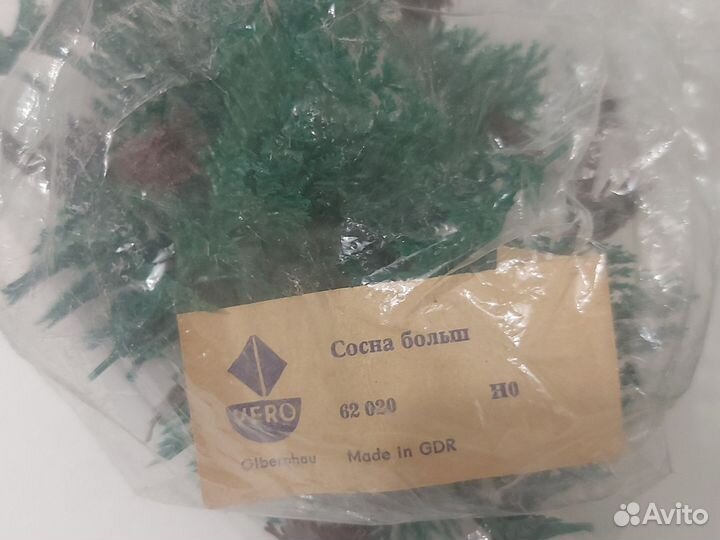 Сосна больш
VERO
62 020
H0
Olbernhau
Made in GDR
Avito